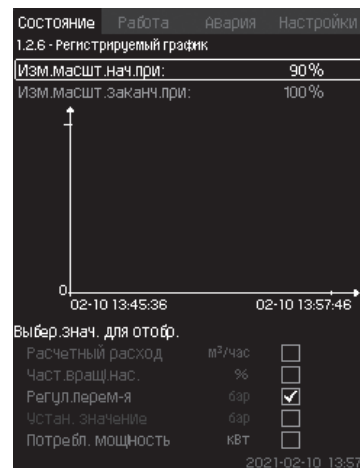 Состояние Работа Авария Настройки
1.2.6 - Регистрируемый график
Изм.масшт.нач.при: 90%
Изм.масшт.заканч.при: 100%
0
02-10 13:45:36 02-10 13:57:46
Выбер.знач. для отобр.
Расчетный расход м³/час
Част.вращ.нас. %
Регул.перем-я бар
Устан. значение бар
Потребл. мощность кВт
2021-02-10 13:57